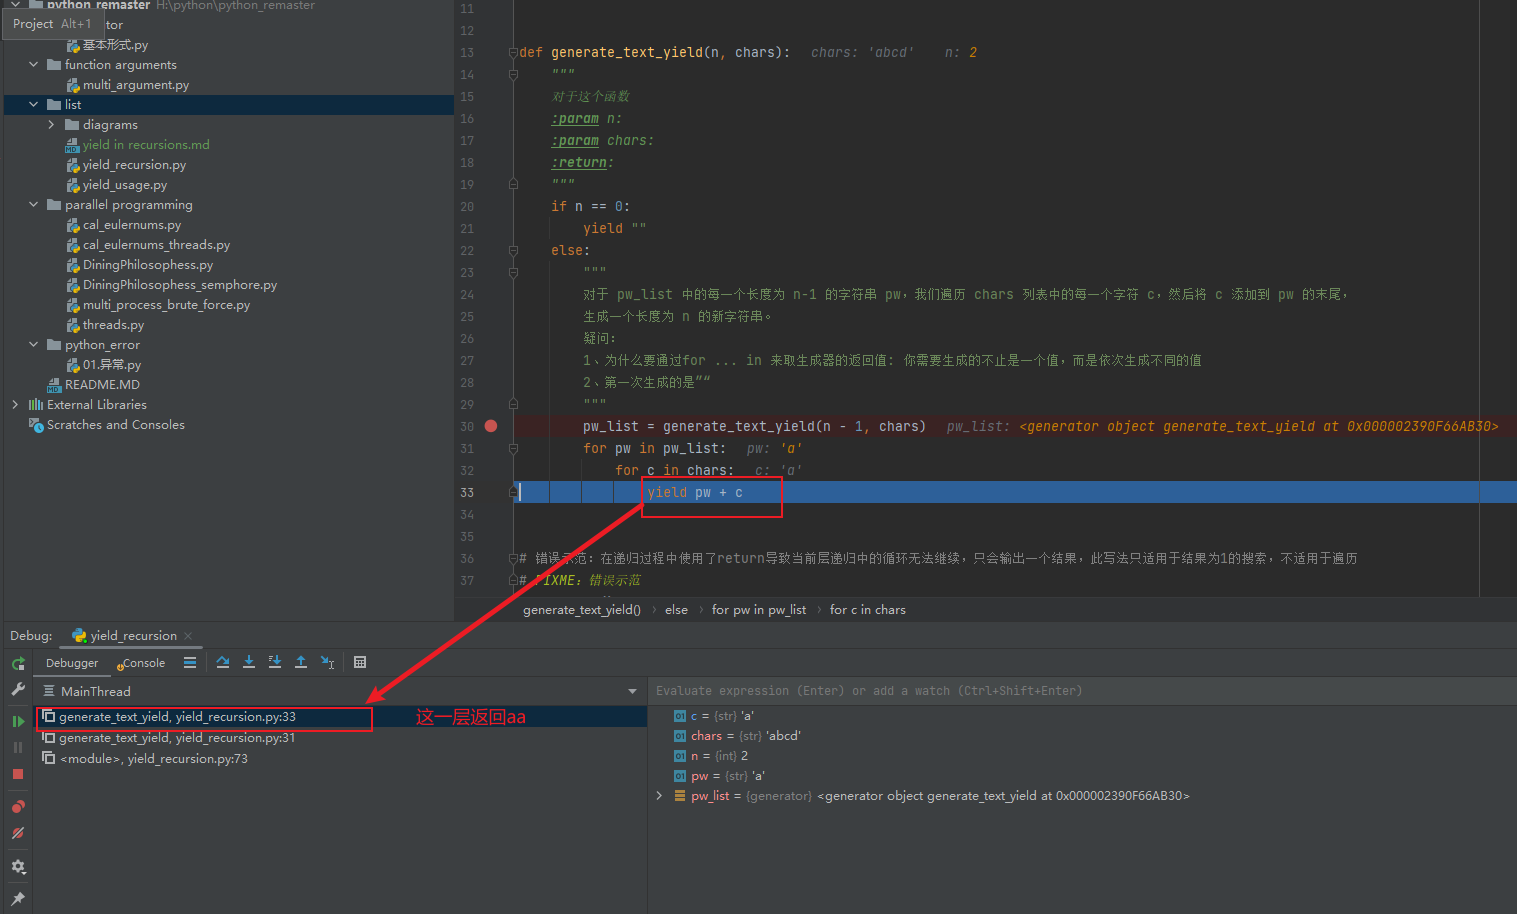 python_remaster H:\python\python_remaster
Project Alt+1
tor
基本形式.py
function arguments
multi_argument.py
list
diagrams
yield in recursions.md
yield_recursion.py
yield_usage.py
parallel programming
cal_eulernums.py
cal_eulernums_threads.py
DiningPhilosophess.py
DiningPhilosophess_semphore.py
multi_process_brute_force.py
threads.py
python_error
01.异常.py
README.MD
External Libraries
Scratches and Consoles
11
12
13 def generate_text_yield(n, chars): chars: 'abcd' n: 2
14 """
15 对于这个函数
16 :param n:
17 :param chars:
18 :return:
19 """
20 if n == 0:
21 yield ""
22 else:
23 """
24 对于 pw_list 中的每一个长度为 n-1 的字符串 pw，我们遍历 chars 列表中的每一个字符 c，然后将 c 添加到 pw 的末尾，
25 生成一个长度为 n 的新字符串。
26 疑问：
27 1、为什么要通过for ... in 来取生成器的返回值: 你需要生成的不止是一个值，而是依次生成不同的值
28 2、第一次生成的是”“
29 """
30 pw_list = generate_text_yield(n - 1, chars) pw_list: <generator object generate_text_yield at 0x000002390F66AB30>
31 for pw in pw_list: pw: 'a'
32 for c in chars: c: 'a'
33 yield pw + c
34
35
36 # 错误示范：在递归过程中使用了return导致当前层递归中的循环无法继续，只会输出一个结果，此写法只适用于结果为1的搜索，不适用于遍历
37 # FIXME：错误示范
generate_text_yield() › else › for pw in pw_list › for c in chars
Debug: yield_recursion
Debugger Console
MainThread
Evaluate expression (Enter) or add a watch (Ctrl+Shift+Enter)
generate_text_yield, yield_recursion.py:33
这一层返回aa
generate_text_yield, yield_recursion.py:31
<module>, yield_recursion.py:73
c = {str} 'a'
chars = {str} 'abcd'
n = {int} 2
pw = {str} 'a'
pw_list = {generator} <generator object generate_text_yield at 0x000002390F66AB30>